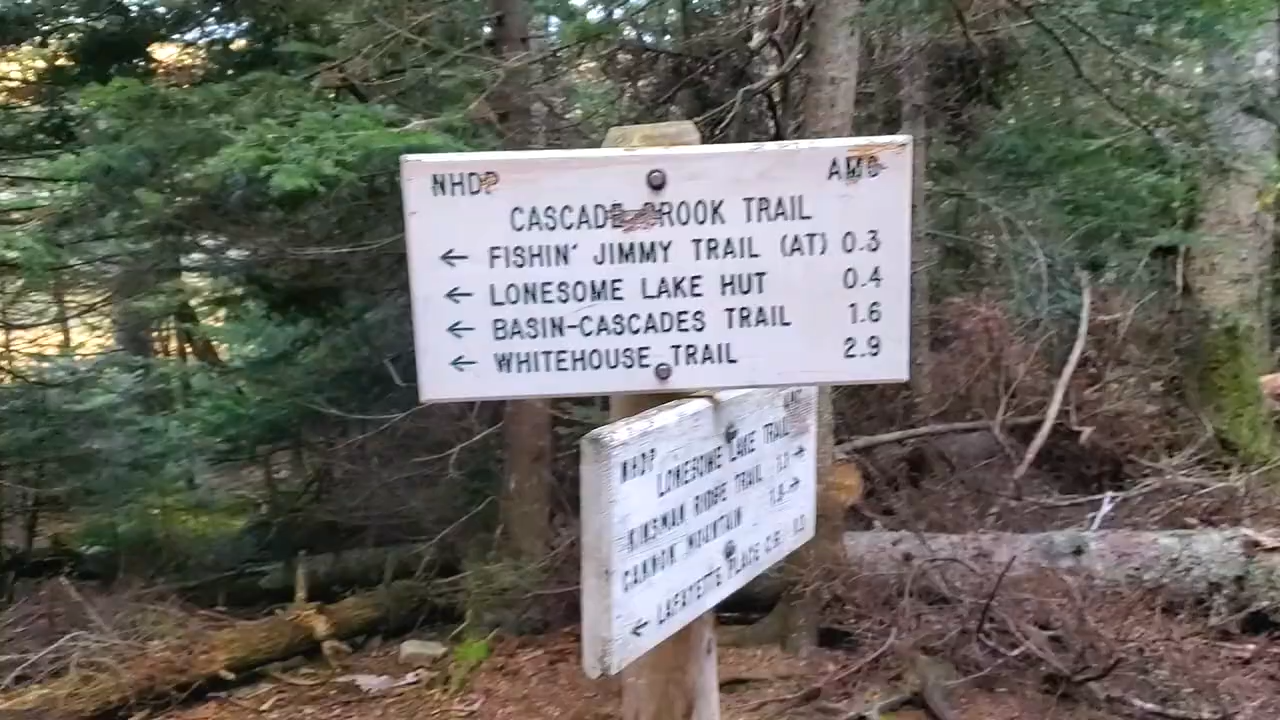 NHDP AMC
CASCADE BROOK TRAIL
← FISHIN' JIMMY TRAIL (AT) 0.3
← LONESOME LAKE HUT 0.4
← BASIN-CASCADES TRAIL 1.6
← WHITEHOUSE TRAIL 2.9
NHDP AMC
LONESOME LAKE TRAIL
KINSMAN RIDGE TRAIL →
CANNON MOUNTAIN →
← LAFAYETTE PLACE